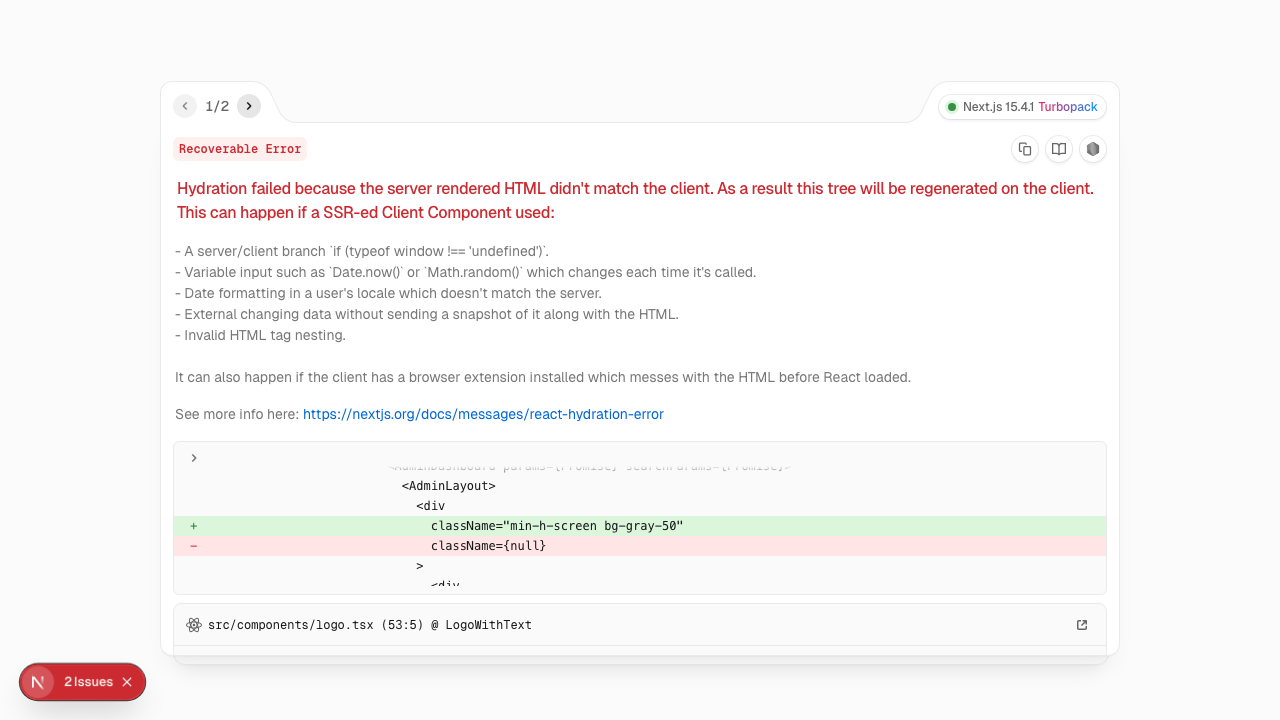 1/2
Next.js 15.4.1 Turbopack
Recoverable Error
Hydration failed because the server rendered HTML didn't match the client. As a result this tree will be regenerated on the client.
This can happen if a SSR-ed Client Component used:
- A server/client branch `if (typeof window !== 'undefined')`.
- Variable input such as `Date.now()` or `Math.random()` which changes each time it's called.
- Date formatting in a user's locale which doesn't match the server.
- External changing data without sending a snapshot of it along with the HTML.
- Invalid HTML tag nesting.
It can also happen if the client has a browser extension installed which messes with the HTML before React loaded.
See more info here: https://nextjs.org/docs/messages/react-hydration-error
<AdminDashboard params={Promise} searchParams={Promise}>
<AdminLayout>
<div
+ className="min-h-screen bg-gray-50"
- className={null}
>
<div
src/components/logo.tsx (53:5) @ LogoWithText
N 2 Issues